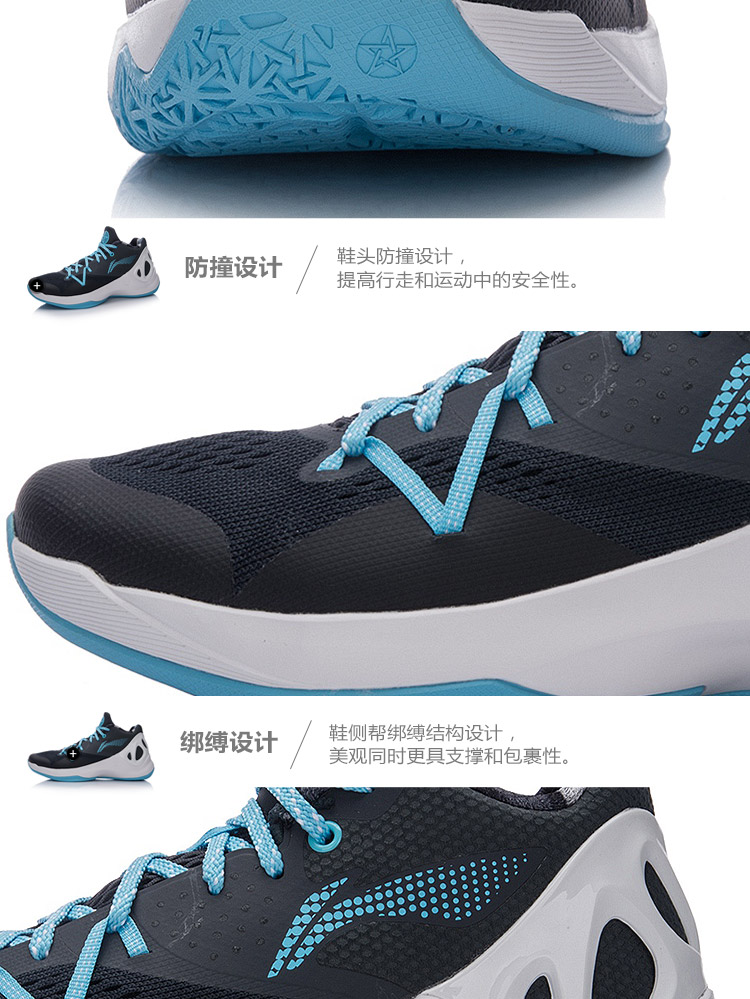 防撞设计
鞋头防撞设计，
提高行走和运动中的安全性。
绑缚设计
鞋侧帮绑缚结构设计，
美观同时更具支撑和包裹性。